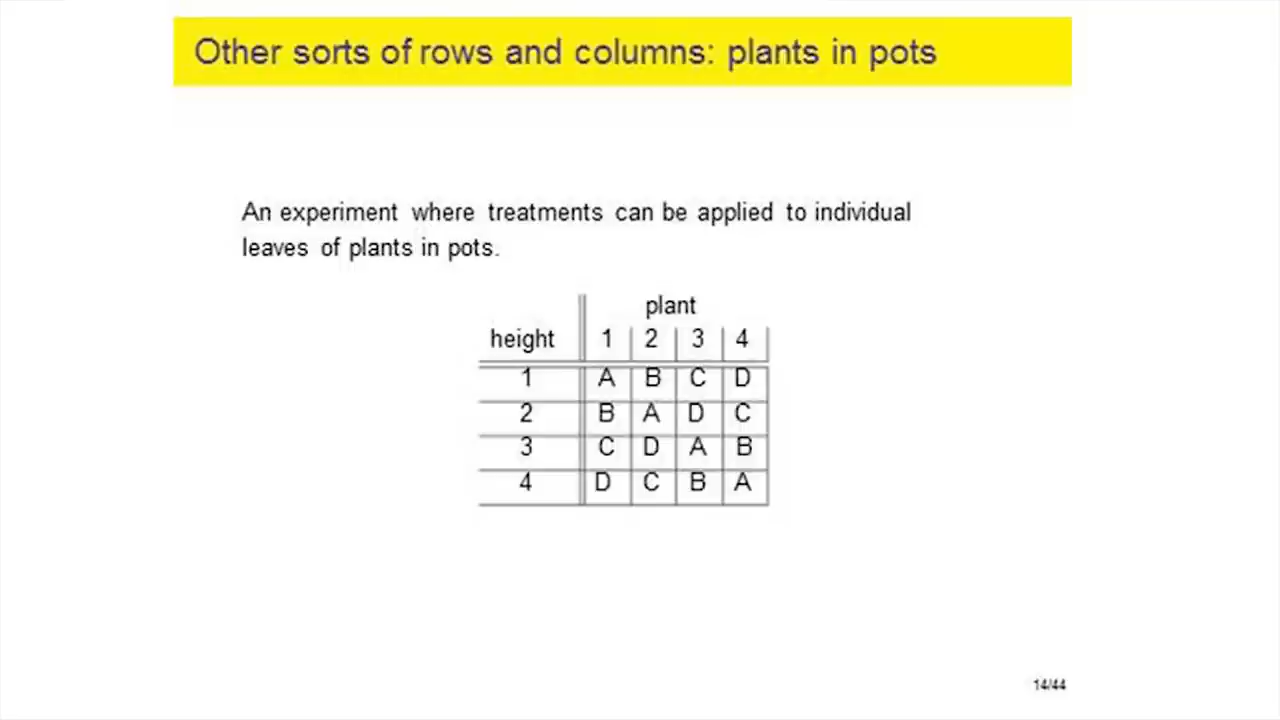 Other sorts of rows and columns: plants in pots
An experiment where treatments can be applied to individual
leaves of plants in pots.
plant
height 1 2 3 4
1 A B C D
2 B A D C
3 C D A B
4 D C B A
14/44